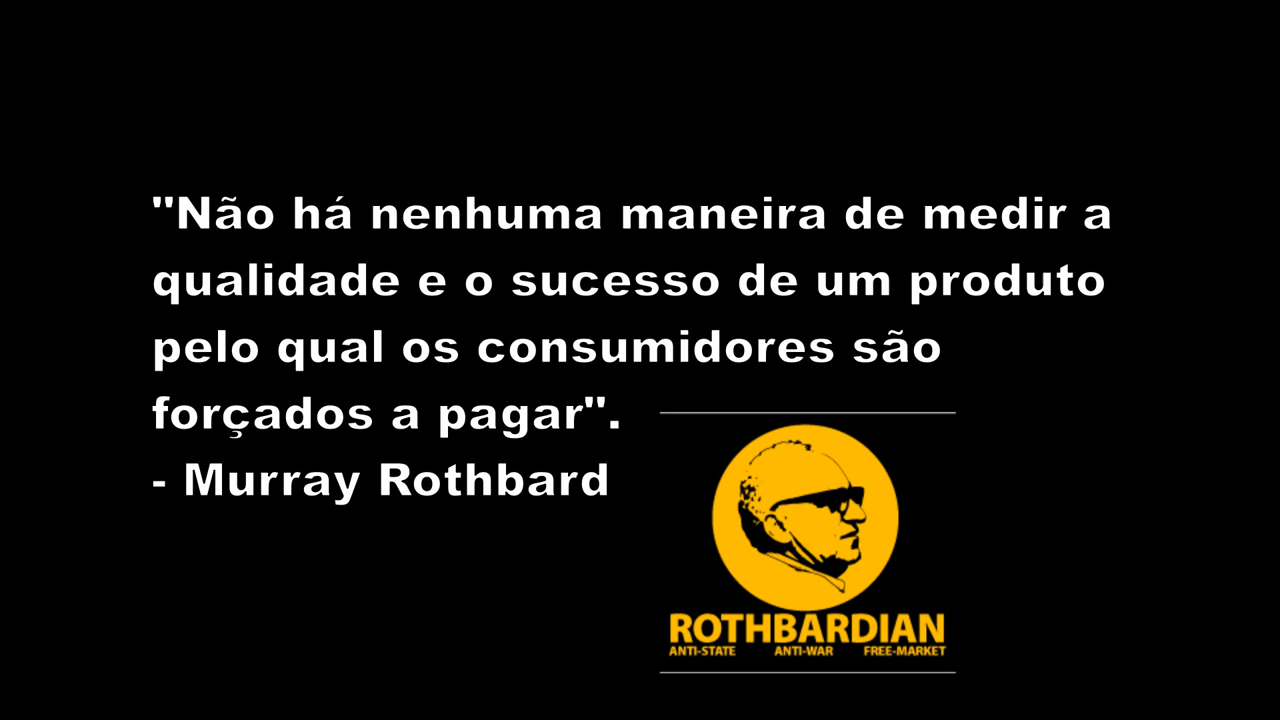 "Não há nenhuma maneira de medir a
qualidade e o sucesso de um produto
pelo qual os consumidores são
forçados a pagar".
- Murray Rothbard
ROTHBARDIAN
ANTI-STATE ANTI-WAR FREE-MARKET